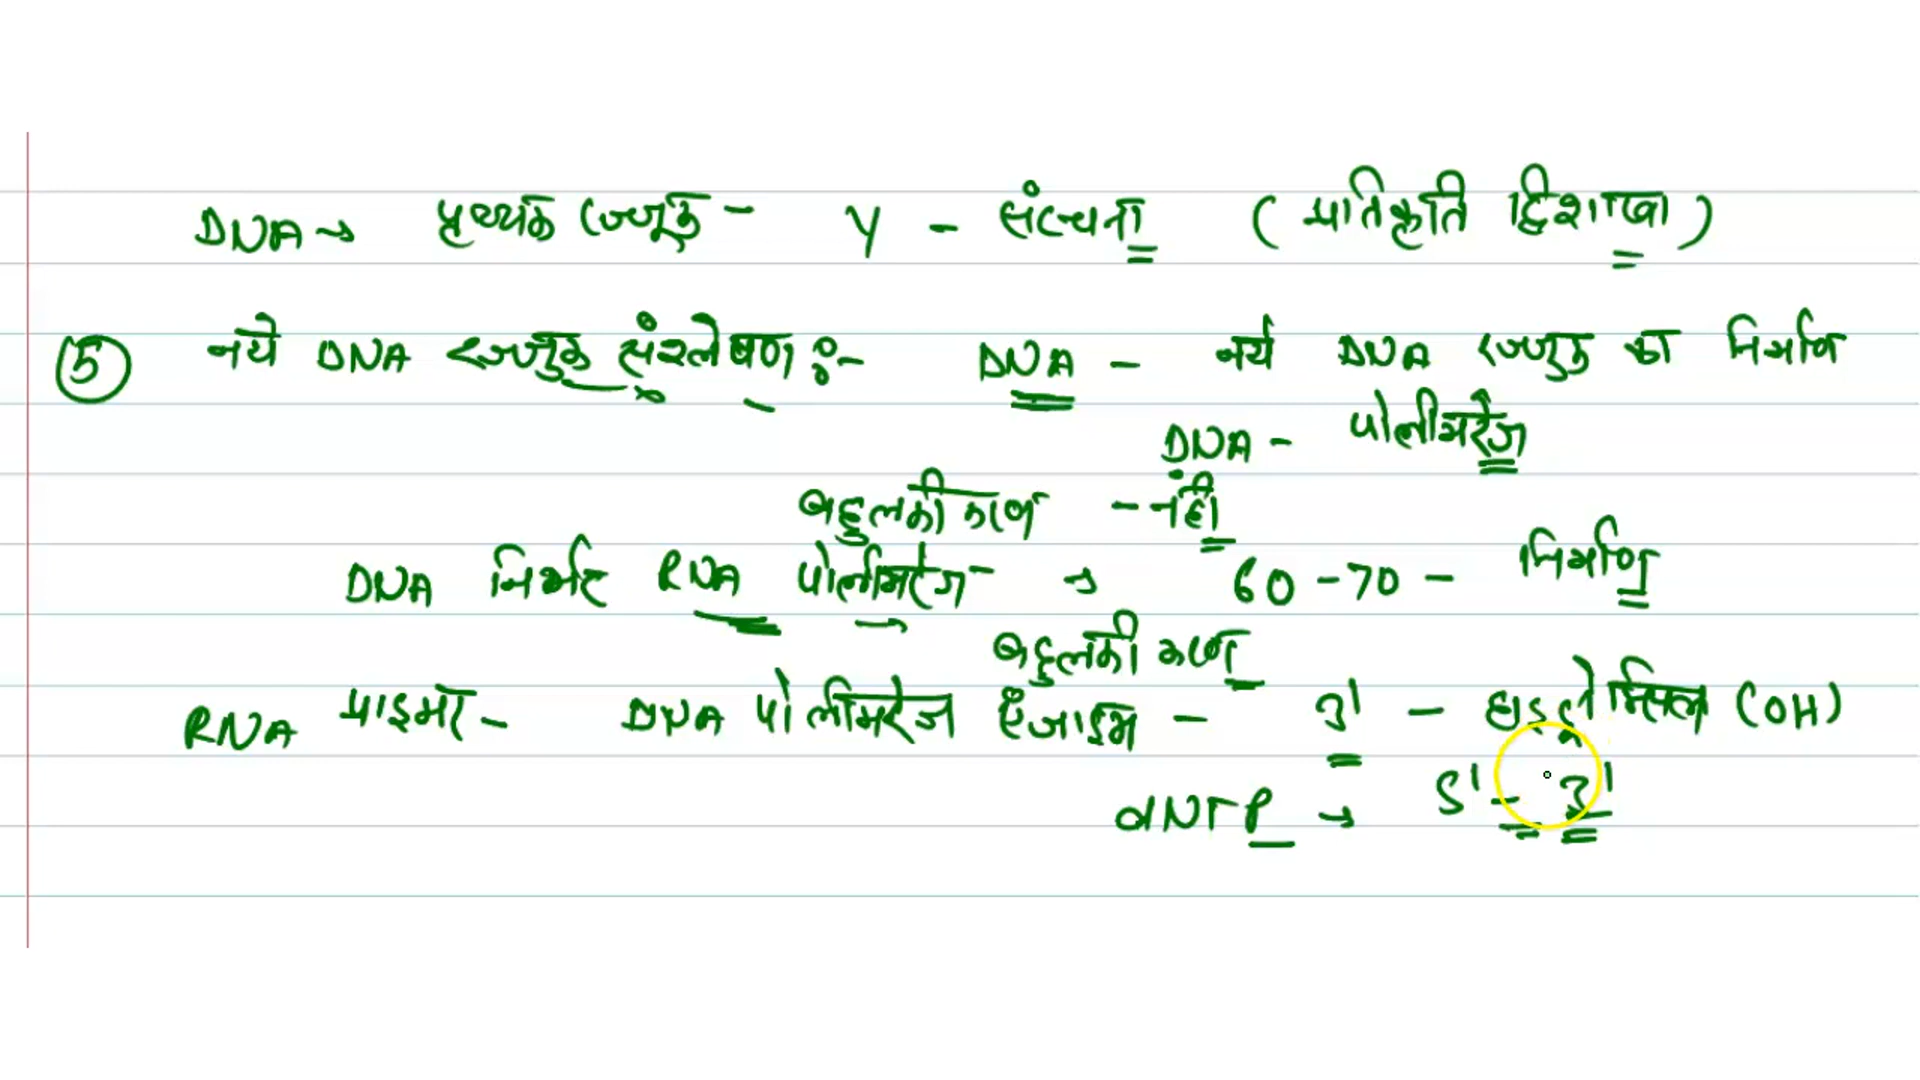 DNA → पृथ्यक रज्जूक - Y - संरचना ( प्रतिकृति द्विशाखा )
5 नये DNA रज्जुक संश्लेषण :- DNA - नये DNA रज्जुक का निर्माण
DNA - पोलीमरेज
बहुलकीकरण - नहीं
DNA निर्भर RNA पोलीमरेज → 60 - 70 - निर्माण
बहुलकीकरण
RNA प्राइमर - DNA पोलीमरेज एंजाइम - 3' - हाइड्रोक्सिल (OH)
dNTP → 5' - 3'